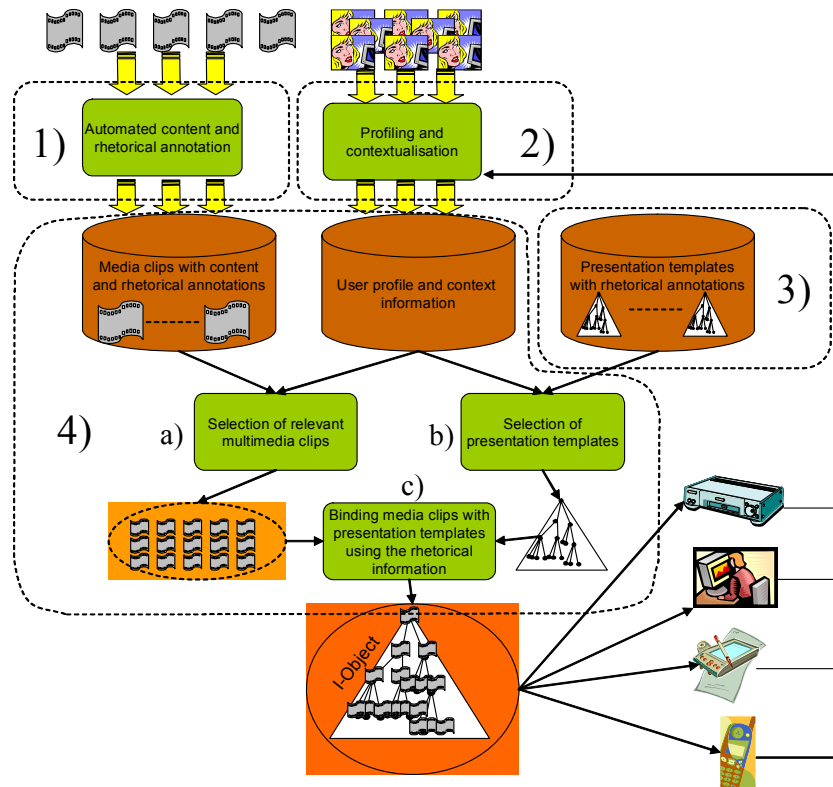 1)
Automated content and
rhetorical annotation
Profiling and
contextualisation
2)
Media clips with content
and rhetorical annotations
User profile and context
information
Presentation templates
with rhetorical annotations
3)
4)
a)
Selection of relevant
multimedia clips
b)
Selection of
presentation templates
c)
Binding media clips with
presentation templates
using the rhetorical
information
I-Object